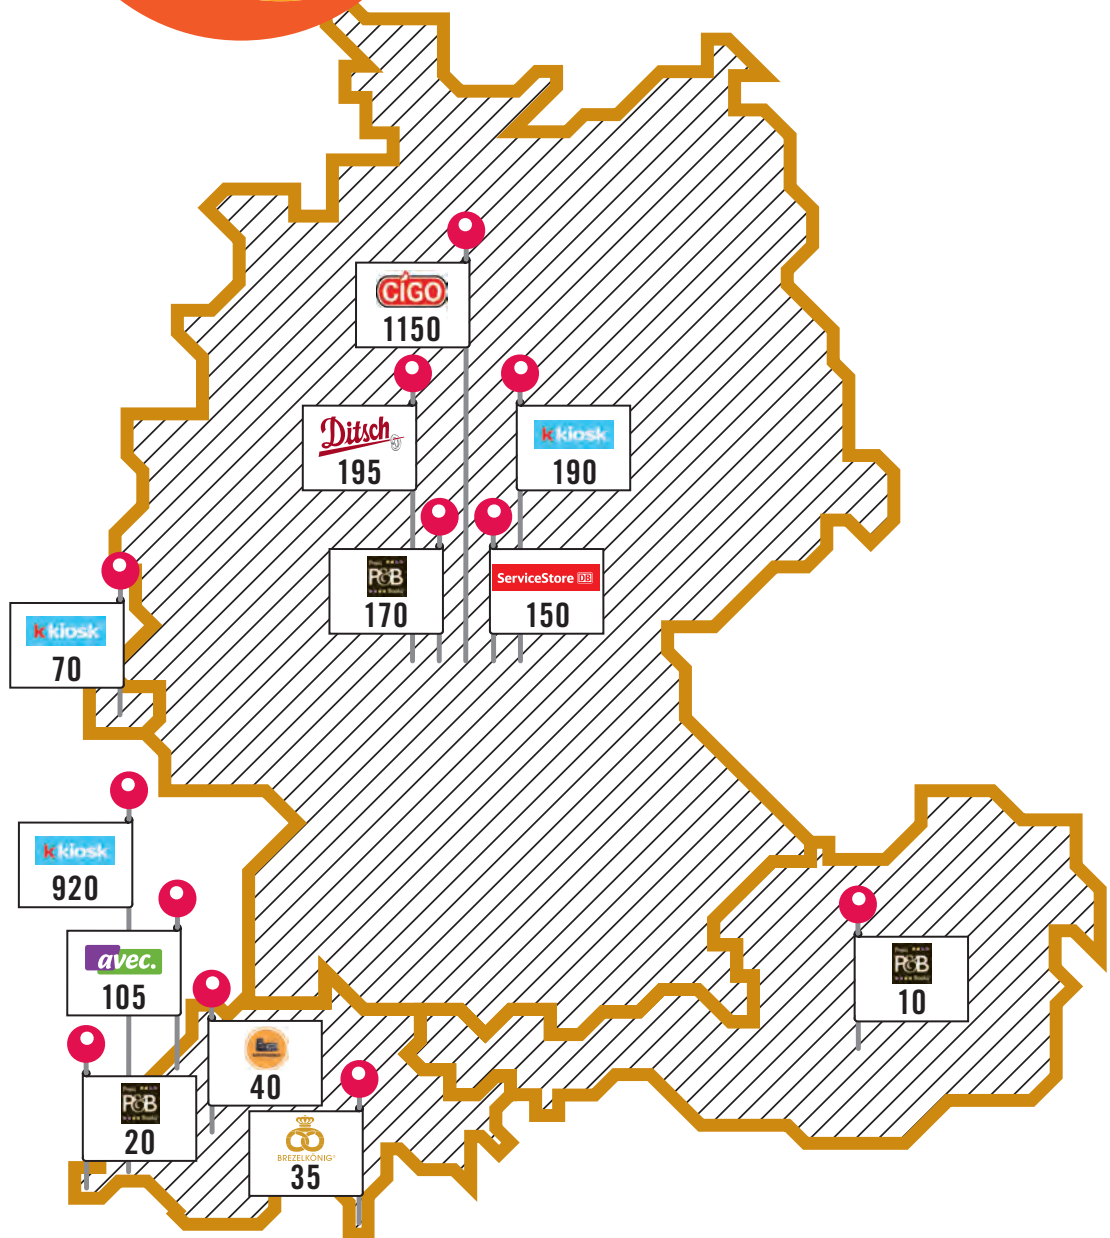 CIGO
1150
Ditsch
195
k kiosk
190
P&B
170
ServiceStore DB
150
k kiosk
70
k kiosk
920
avec.
105
P&B
10
40
P&B
20
BREZELKÖNIG
35